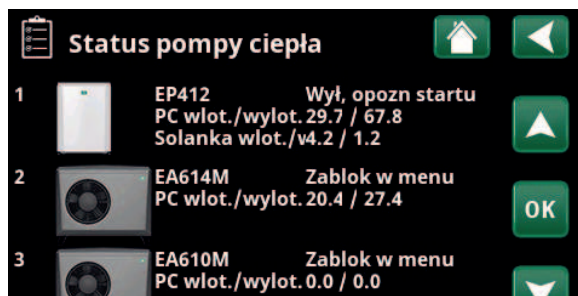 Status pompy ciepła
1 EP412 Wył, opozn startu
PC wlot./wylot. 29.7 / 67.8
Solanka wlot./v4.2 / 1.2
2 EA614M Zablok w menu
PC wlot./wylot. 20.4 / 27.4
OK
3 EA610M Zablok w menu
PC wlot./wylot. 0.0 / 0.0